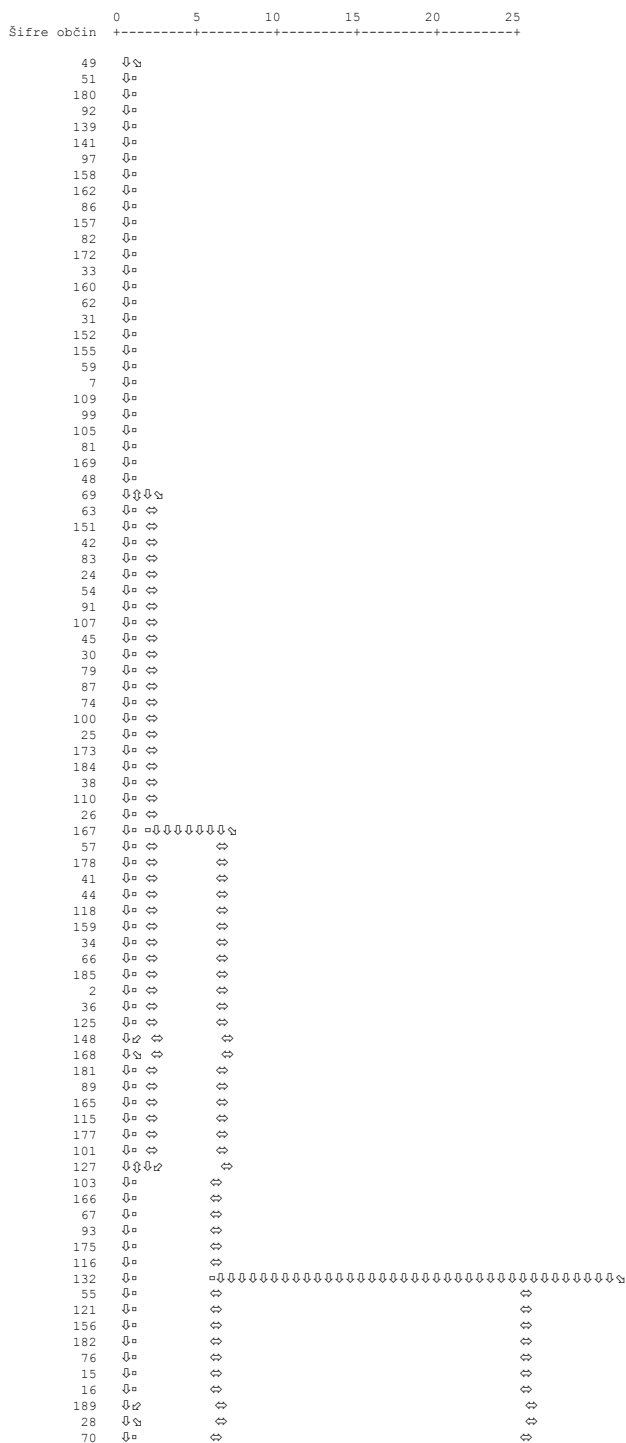 0 5 10 15 20 25
Šifre občin +---------+---------+---------+---------+---------+
49 ⇩⬂
51 ⇩▫
180 ⇩▫
92 ⇩▫
139 ⇩▫
141 ⇩▫
97 ⇩▫
158 ⇩▫
162 ⇩▫
86 ⇩▫
157 ⇩▫
82 ⇩▫
172 ⇩▫
33 ⇩▫
160 ⇩▫
62 ⇩▫
31 ⇩▫
152 ⇩▫
155 ⇩▫
59 ⇩▫
7 ⇩▫
109 ⇩▫
99 ⇩▫
105 ⇩▫
81 ⇩▫
169 ⇩▫
48 ⇩▫
69 ⇩⇳⇩⬂
63 ⇩▫ ⬄
151 ⇩▫ ⬄
42 ⇩▫ ⬄
83 ⇩▫ ⬄
24 ⇩▫ ⬄
54 ⇩▫ ⬄
91 ⇩▫ ⬄
107 ⇩▫ ⬄
45 ⇩▫ ⬄
30 ⇩▫ ⬄
79 ⇩▫ ⬄
87 ⇩▫ ⬄
74 ⇩▫ ⬄
100 ⇩▫ ⬄
25 ⇩▫ ⬄
173 ⇩▫ ⬄
184 ⇩▫ ⬄
38 ⇩▫ ⬄
110 ⇩▫ ⬄
26 ⇩▫ ⬄
167 ⇩▫ ▫⇩⇩⇩⇩⇩⇩⇩⬂
57 ⇩▫ ⬄ ⬄
178 ⇩▫ ⬄ ⬄
41 ⇩▫ ⬄ ⬄
44 ⇩▫ ⬄ ⬄
118 ⇩▫ ⬄ ⬄
159 ⇩▫ ⬄ ⬄
34 ⇩▫ ⬄ ⬄
66 ⇩▫ ⬄ ⬄
185 ⇩▫ ⬄ ⬄
2 ⇩▫ ⬄ ⬄
36 ⇩▫ ⬄ ⬄
125 ⇩▫ ⬄ ⬄
148 ⇩⬃ ⬄ ⬄
168 ⇩⬂ ⬄ ⬄
181 ⇩▫ ⬄ ⬄
89 ⇩▫ ⬄ ⬄
165 ⇩▫ ⬄ ⬄
115 ⇩▫ ⬄ ⬄
177 ⇩▫ ⬄ ⬄
101 ⇩▫ ⬄ ⬄
127 ⇩⇳⇩⬃ ⬄
103 ⇩▫ ⬄
166 ⇩▫ ⬄
67 ⇩▫ ⬄
93 ⇩▫ ⬄
175 ⇩▫ ⬄
116 ⇩▫ ⬄
132 ⇩▫ ▫⇩⇩⇩⇩⇩⇩⇩⇩⇩⇩⇩⇩⇩⇩⇩⇩⇩⇩⇩⇩⇩⇩⇩⇩⇩⇩⇩⇩⇩⇩⇩⇩⇩⇩⇩⇩⇩⬂
55 ⇩▫ ⬄ ⬄
121 ⇩▫ ⬄ ⬄
156 ⇩▫ ⬄ ⬄
182 ⇩▫ ⬄ ⬄
76 ⇩▫ ⬄ ⬄
15 ⇩▫ ⬄ ⬄
16 ⇩▫ ⬄ ⬄
189 ⇩⬃ ⬄ ⬄
28 ⇩⬂ ⬄ ⬄
70 ⇩▫ ⬄ ⬄